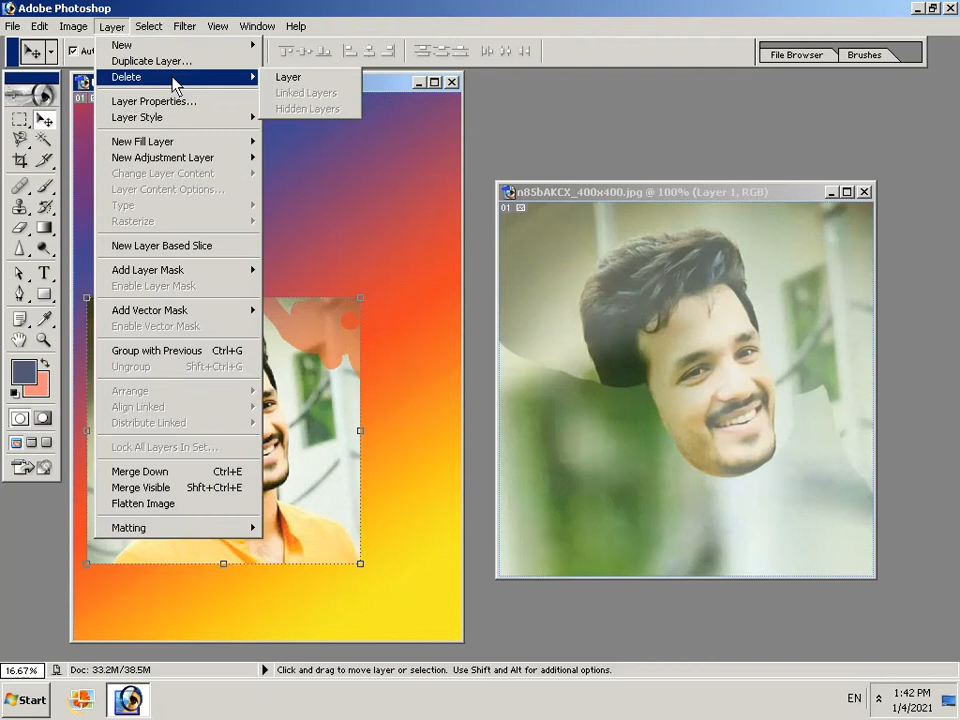 Adobe Photoshop
File Edit Image Layer Select Filter View Window Help
File Browser Brushes
New
Duplicate Layer...
Delete
Layer Properties...
Layer Style
New Fill Layer
New Adjustment Layer
Change Layer Content
Layer Content Options...
Type
Rasterize
New Layer Based Slice
Add Layer Mask
Enable Layer Mask
Add Vector Mask
Enable Vector Mask
Group with Previous Ctrl+G
Ungroup Shft+Ctrl+G
Arrange
Align Linked
Distribute Linked
Lock All Layers In Set...
Merge Down Ctrl+E
Merge Visible Shft+Ctrl+E
Flatten Image
Matting
Layer
Linked Layers
Hidden Layers
01
n85bAKCX_400x400.jpg @ 100% (Layer 1, RGB)
01
16.67% Doc: 33.2M/38.5M Click and drag to move layer or selection. Use Shift and Alt for additional options.
Start
EN
1:42 PM
1/4/2021